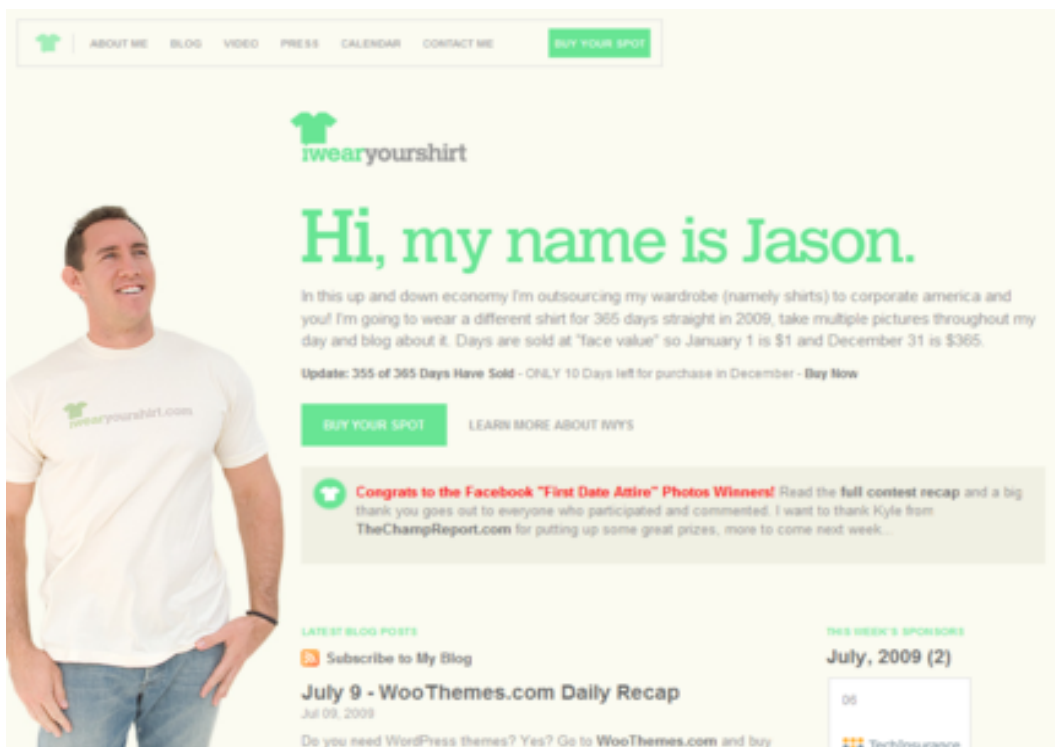 ABOUT ME BLOG VIDEO PRESS CALENDAR CONTACT ME BUY YOUR SPOT
iwearyourshirt
Hi, my name is Jason.
In this up and down economy I'm outsourcing my wardrobe (namely shirts) to corporate america and
you! I'm going to wear a different shirt for 365 days straight in 2009, take multiple pictures throughout my
day and blog about it. Days are sold at "face value" so January 1 is $1 and December 31 is $365.
Update: 355 of 365 Days Have Sold - ONLY 10 Days left for purchase in December - Buy Now
iwearyourshirt.com
BUY YOUR SPOT LEARN MORE ABOUT IWYS
Congrats to the Facebook "First Date Attire" Photos Winners! Read the full contest recap and a big
thank you goes out to everyone who participated and commented. I want to thank Kyle from
TheChampReport.com for putting up some great prizes, more to come next week...
LATEST BLOG POSTS
Subscribe to My Blog
July 9 - WooThemes.com Daily Recap
Jul 09, 2009
Do you need WordPress themes? Yes? Go to WooThemes.com and buy
THIS WEEK'S SPONSORS
July, 2009 (2)
06
TechInsurance